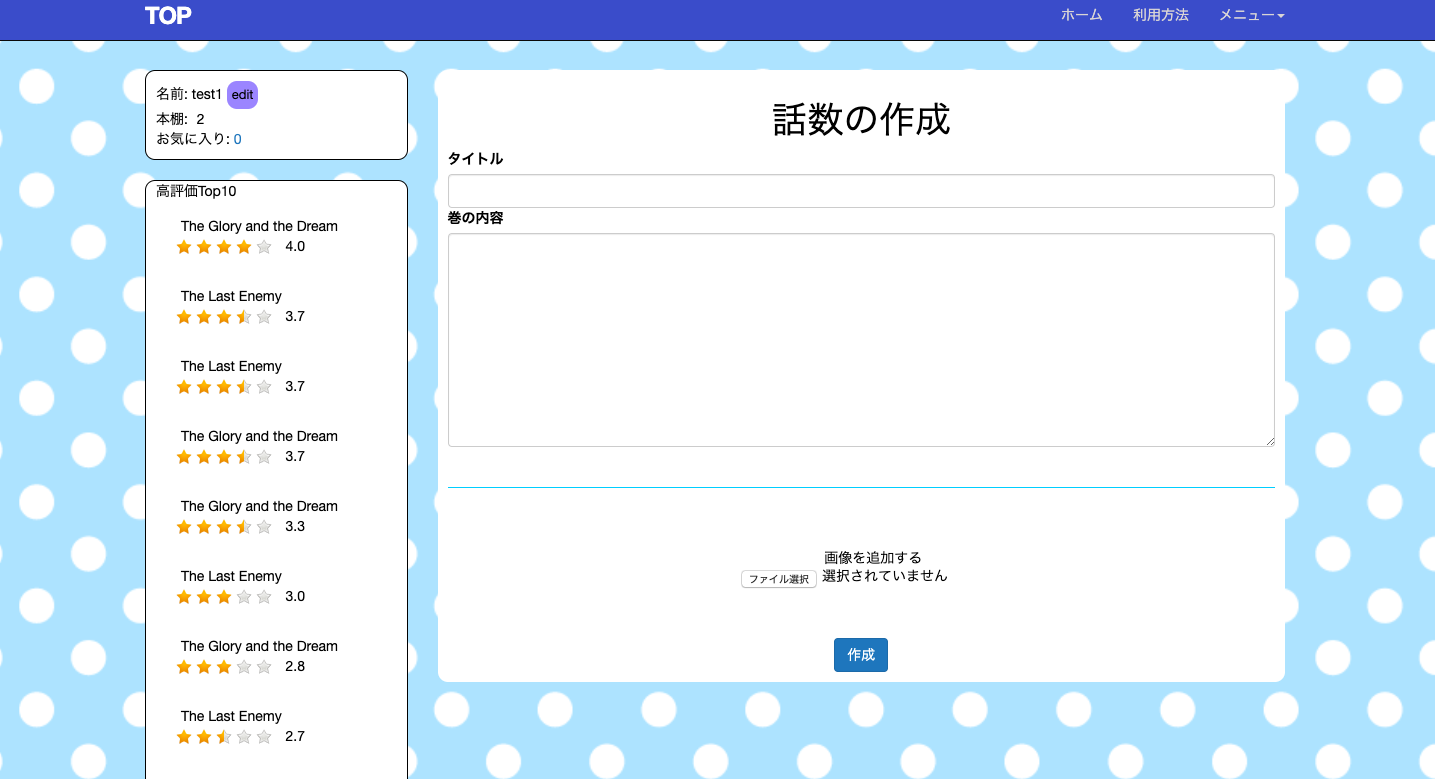 TOP ホーム 利用方法 メニュー
名前: test1 edit
本棚: 2
お気に入り: 0
高評価Top10
The Glory and the Dream
4.0
The Last Enemy
3.7
The Last Enemy
3.7
The Glory and the Dream
3.7
The Glory and the Dream
3.3
The Last Enemy
3.0
The Glory and the Dream
2.8
The Last Enemy
2.7
話数の作成
タイトル
巻の内容
画像を追加する
ファイル選択 選択されていません
作成